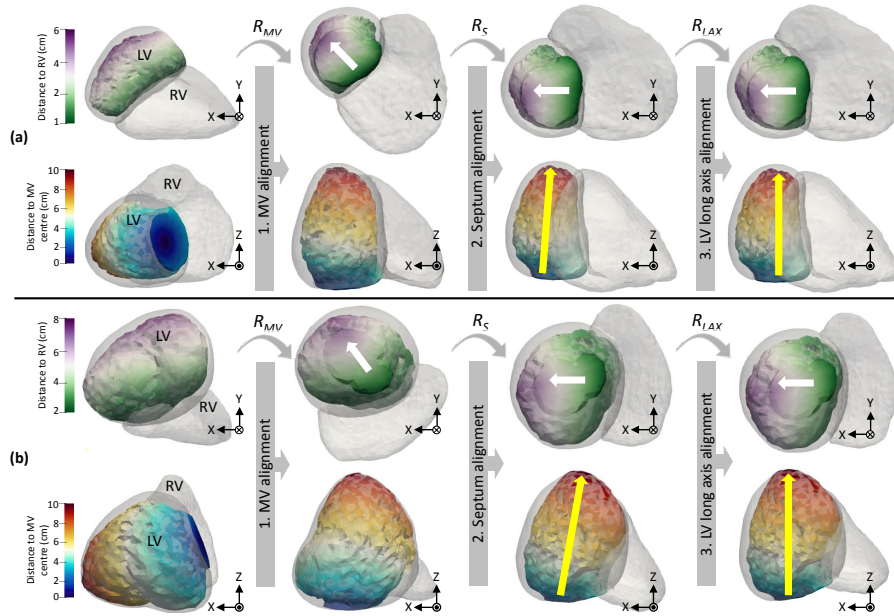 Distance to RV (cm)
6
5
4
3
2
1
LV
RV
Y
X
R_MV
Y
X
R_S
Y
X
R_LAX
Y
X
(a)
1. MV alignment
2. Septum alignment
3. LV long axis alignment
Distance to MV
centre (cm)
10
8
6
4
2
0
RV
LV
Z
X
Z
X
Z
X
Z
X
Distance to RV (cm)
8
6
4
2
LV
RV
Y
X
R_MV
Y
X
R_S
Y
X
R_LAX
Y
X
(b)
1. MV alignment
2. Septum alignment
3. LV long axis alignment
Distance to MV
centre (cm)
10
8
6
4
2
0
RV
LV
Z
X
Z
X
Z
X
Z
X